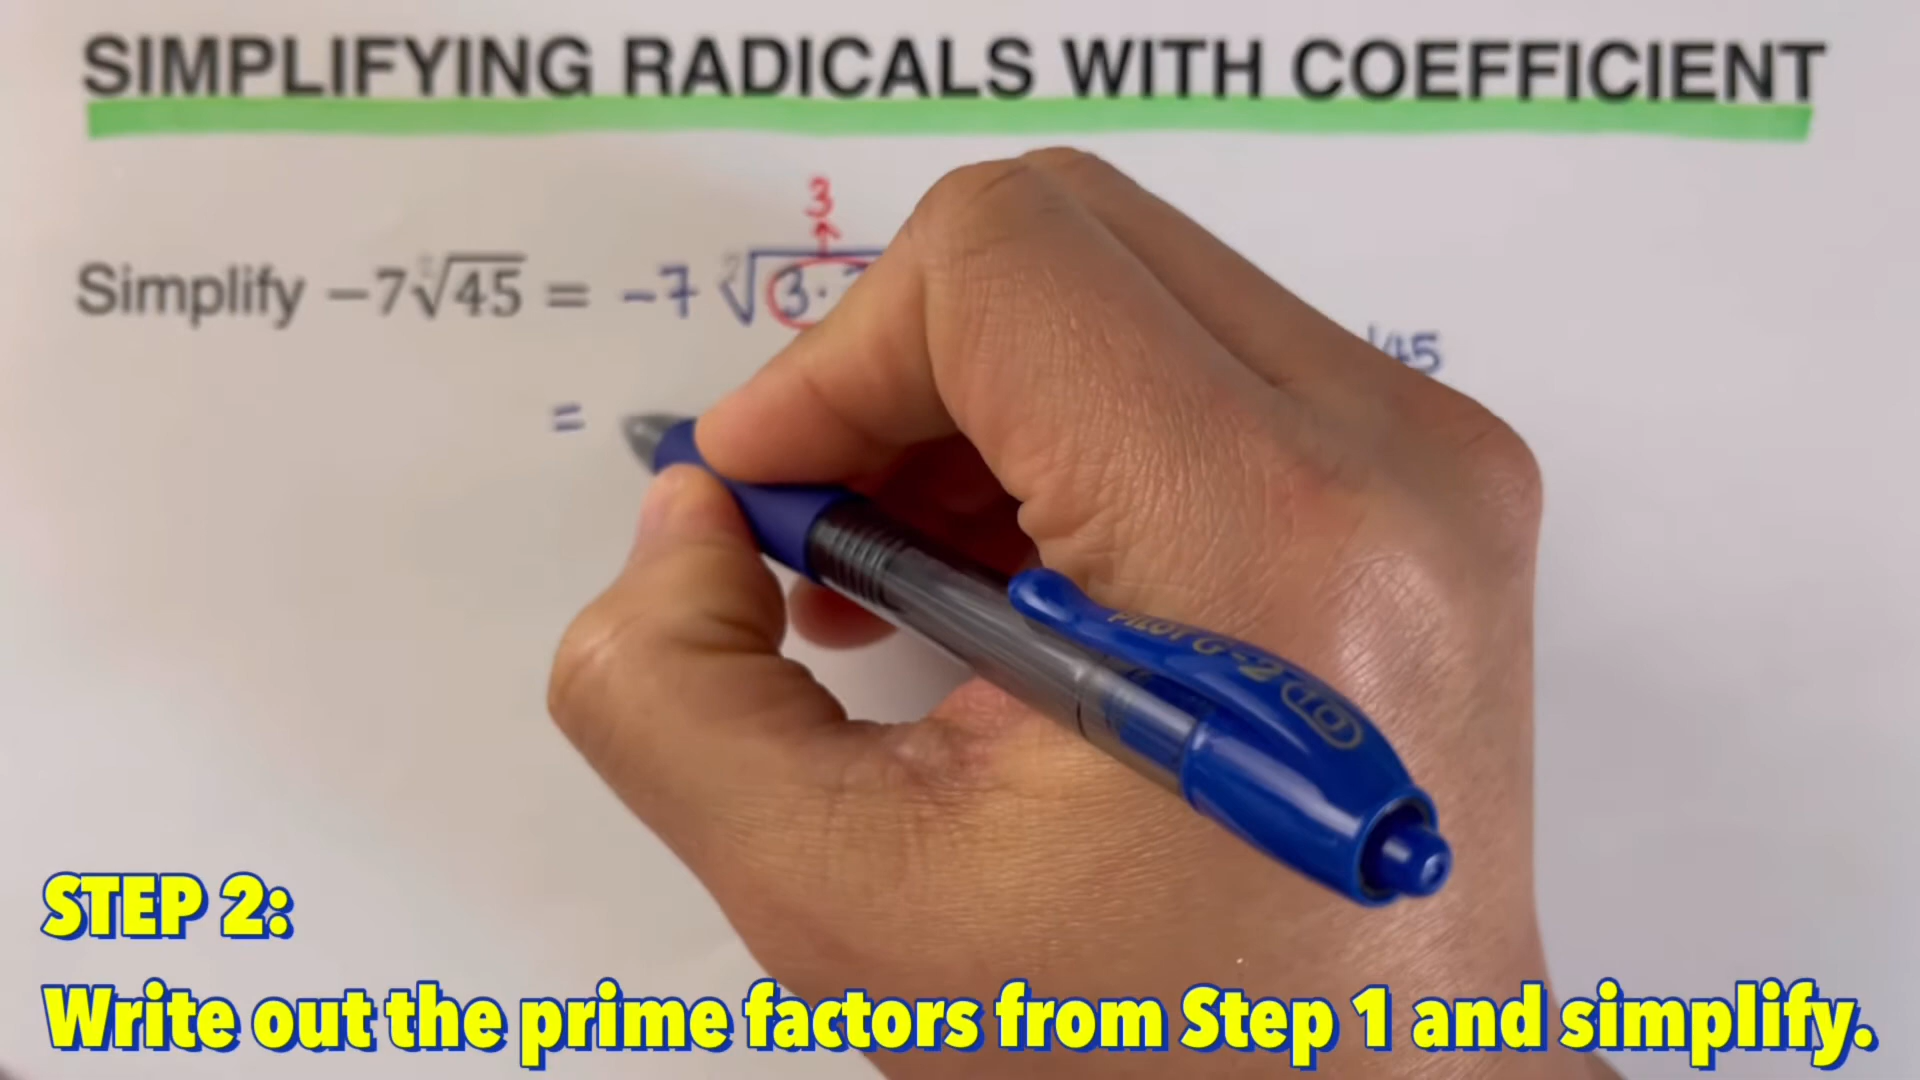 SIMPLIFYING RADICALS WITH COEFFICIENT
3
Simplify −7√45 = -7 ²√3·
45
=
PILOT G-2 10
STEP 2:
Write out the prime factors from Step 1 and simplify.